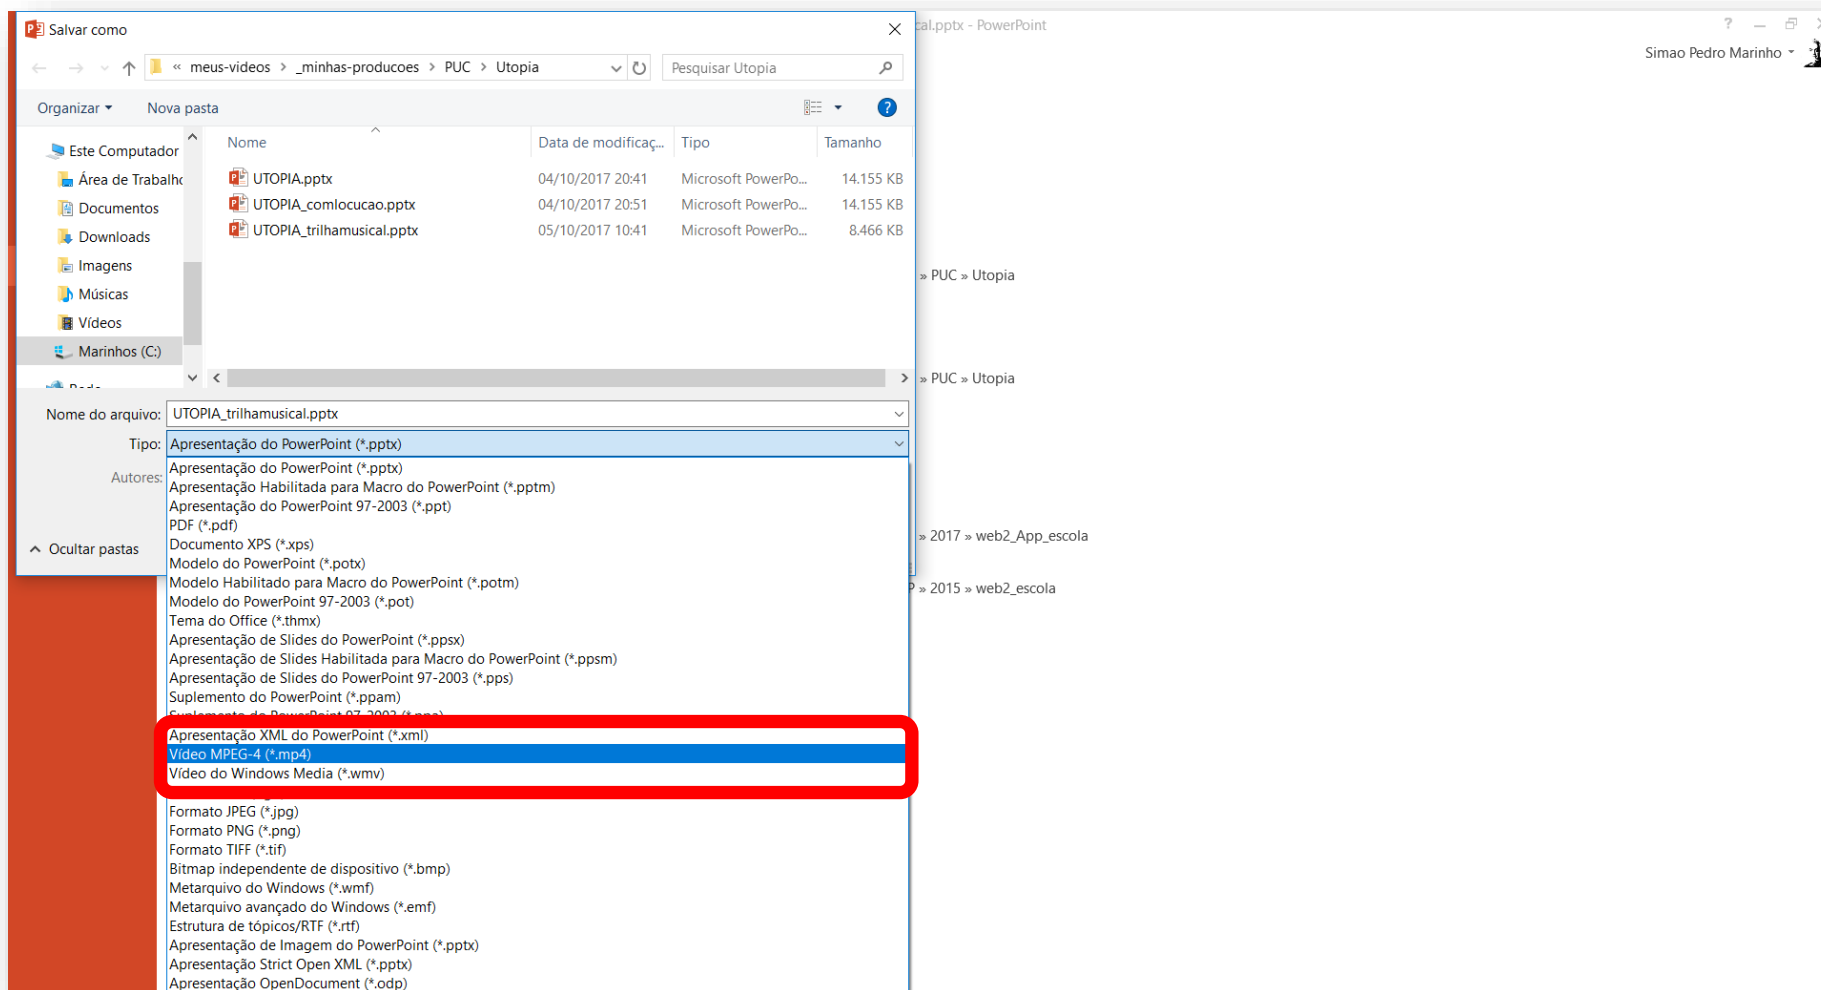 Salvar como
cal.pptx - PowerPoint
?
Simao Pedro Marinho
« meus-videos > _minhas-producoes > PUC > Utopia
Pesquisar Utopia
Organizar
Nova pasta
?
Este Computador
Área de Trabalho
Documentos
Downloads
Imagens
Músicas
Vídeos
Marinhos (C:)
Rede
Nome
Data de modificaç...
Tipo
Tamanho
UTOPIA.pptx
04/10/2017 20:41
Microsoft PowerPo...
14.155 KB
UTOPIA_comlocucao.pptx
04/10/2017 20:51
Microsoft PowerPo...
14.155 KB
UTOPIA_trilhamusical.pptx
05/10/2017 10:41
Microsoft PowerPo...
8.466 KB
» PUC » Utopia
» PUC » Utopia
» 2017 » web2_App_escola
P » 2015 » web2_escola
Nome do arquivo:
UTOPIA_trilhamusical.pptx
Tipo:
Apresentação do PowerPoint (*.pptx)
Autores:
Ocultar pastas
Apresentação do PowerPoint (*.pptx)
Apresentação Habilitada para Macro do PowerPoint (*.pptm)
Apresentação do PowerPoint 97-2003 (*.ppt)
PDF (*.pdf)
Documento XPS (*.xps)
Modelo do PowerPoint (*.potx)
Modelo Habilitado para Macro do PowerPoint (*.potm)
Modelo do PowerPoint 97-2003 (*.pot)
Tema do Office (*.thmx)
Apresentação de Slides do PowerPoint (*.ppsx)
Apresentação de Slides Habilitada para Macro do PowerPoint (*.ppsm)
Apresentação de Slides do PowerPoint 97-2003 (*.pps)
Suplemento do PowerPoint (*.ppam)
Suplemento do PowerPoint 97-2003 (*.ppa)
Apresentação XML do PowerPoint (*.xml)
Vídeo MPEG-4 (*.mp4)
Vídeo do Windows Media (*.wmv)
Formato JPEG (*.jpg)
Formato PNG (*.png)
Formato TIFF (*.tif)
Bitmap independente de dispositivo (*.bmp)
Metarquivo do Windows (*.wmf)
Metarquivo avançado do Windows (*.emf)
Estrutura de tópicos/RTF (*.rtf)
Apresentação de Imagem do PowerPoint (*.pptx)
Apresentação Strict Open XML (*.pptx)
Apresentação OpenDocument (*.odp)